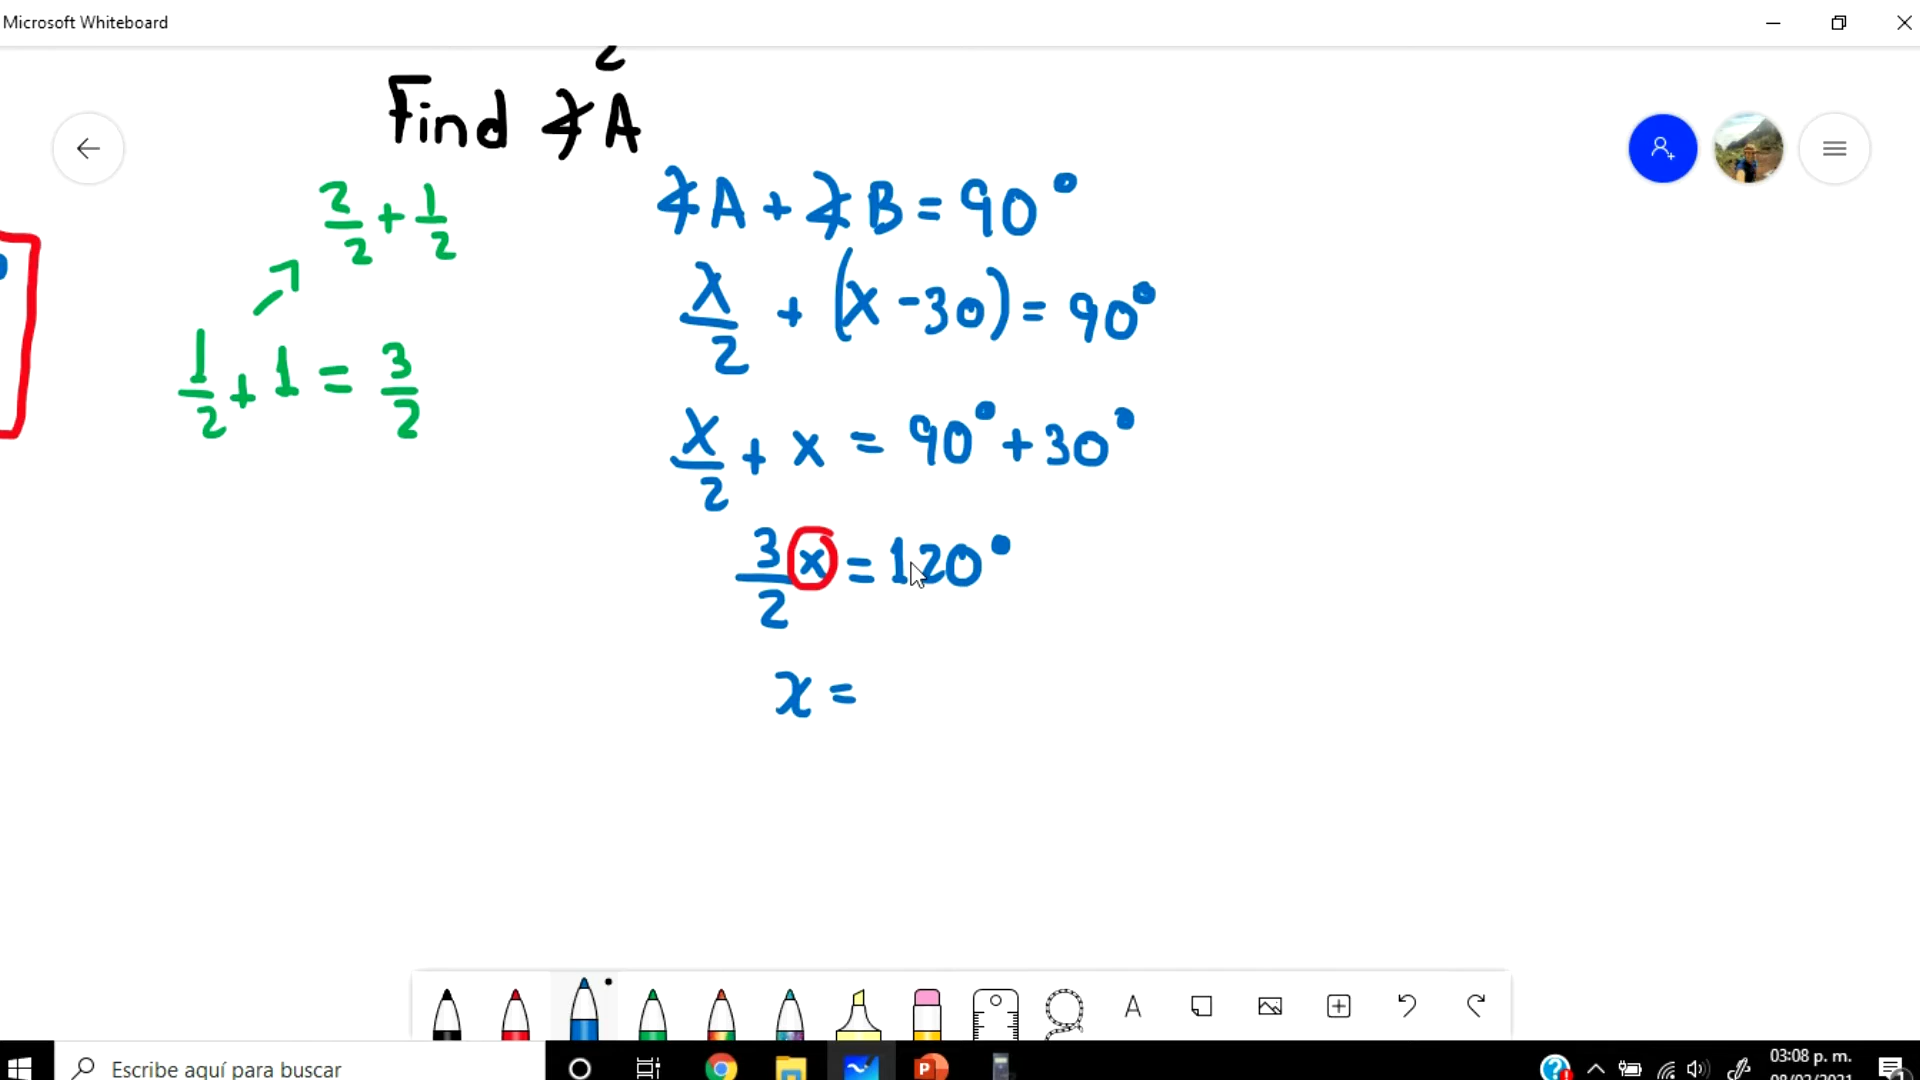 Microsoft Whiteboard
2
Find ∡A
∡A + ∡B = 90°
2/2 + 1/2
x/2 + (x - 30) = 90°
1/2 + 1 = 3/2
x/2 + x = 90° + 30°
3/2 x = 120°
x =
A
Escribe aquí para buscar
03:08 p. m.